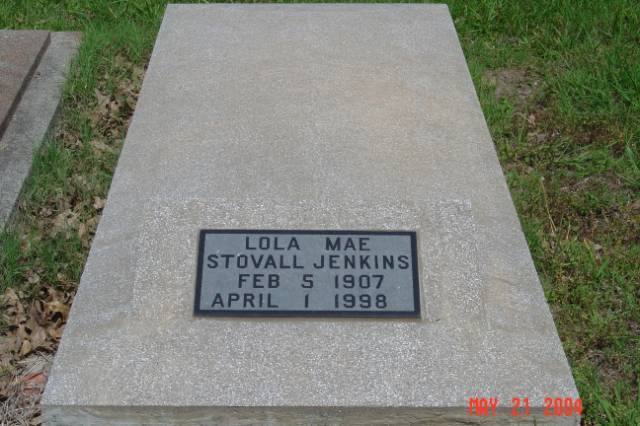 LOLA MAE
STOVALL JENKINS
FEB 5 1907
APRIL 1 1998
MAY 21 2004